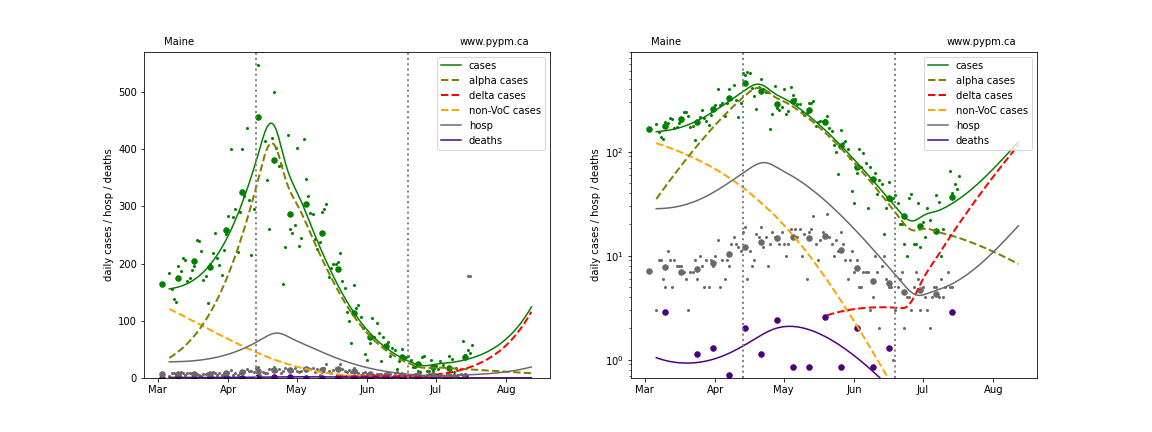 Maine
www.pypm.ca
daily cases / hosp / deaths
500
400
300
200
100
0
Mar
Apr
May
Jun
Jul
Aug
cases
alpha cases
delta cases
non-VoC cases
hosp
deaths
Maine
www.pypm.ca
daily cases / hosp / deaths
10²
10¹
10⁰
Mar
Apr
May
Jun
Jul
Aug
cases
alpha cases
delta cases
non-VoC cases
hosp
deaths